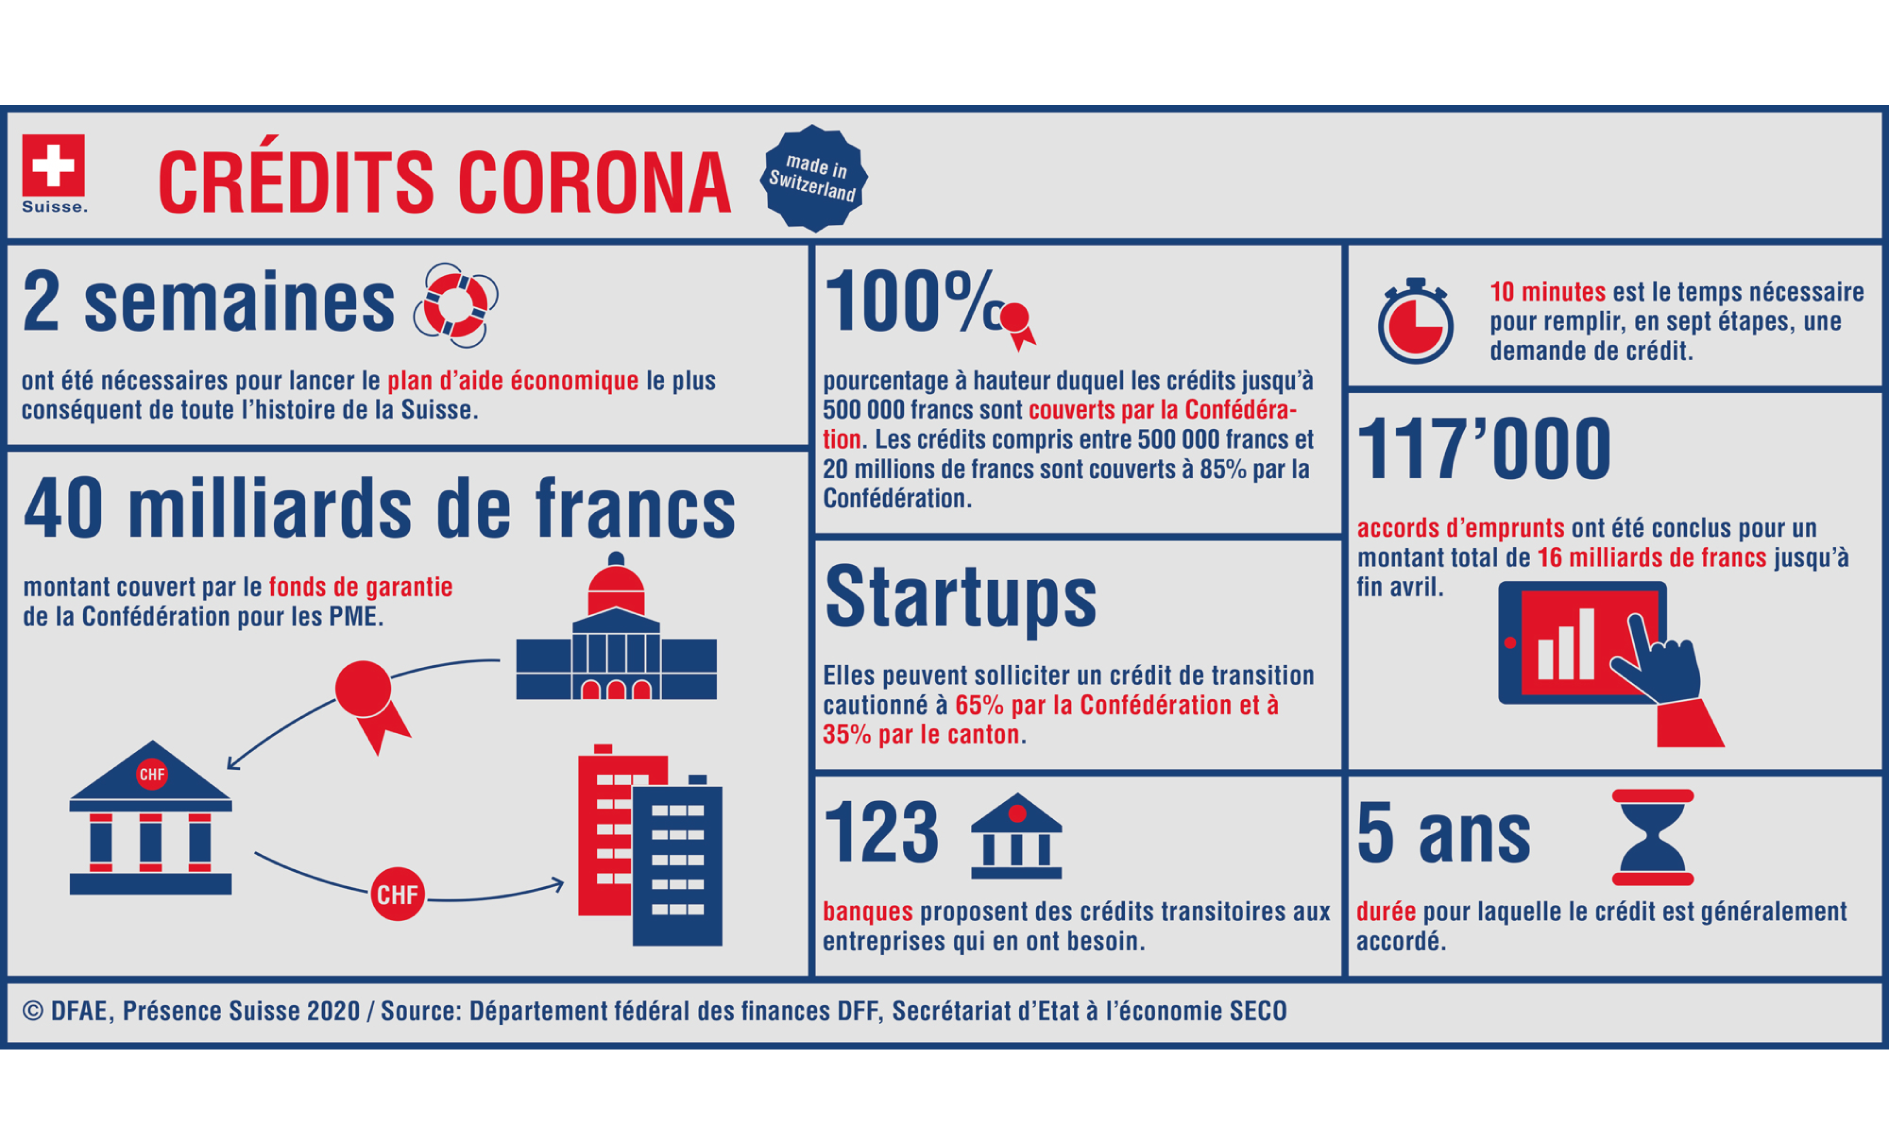 Suisse.
CRÉDITS CORONA
made in
Switzerland
2 semaines
ont été nécessaires pour lancer le plan d’aide économique le plus
conséquent de toute l’histoire de la Suisse.
40 milliards de francs
montant couvert par le fonds de garantie
de la Confédération pour les PME.
CHF
CHF
100%
pourcentage à hauteur duquel les crédits jusqu’à
500 000 francs sont couverts par la Confédéra-
tion. Les crédits compris entre 500 000 francs et
20 millions de francs sont couverts à 85% par la
Confédération.
Startups
Elles peuvent solliciter un crédit de transition
cautionné à 65% par la Confédération et à
35% par le canton.
123
banques proposent des crédits transitoires aux
entreprises qui en ont besoin.
10 minutes est le temps nécessaire
pour remplir, en sept étapes, une
demande de crédit.
117’000
accords d’emprunts ont été conclus pour un
montant total de 16 milliards de francs jusqu’à
fin avril.
5 ans
durée pour laquelle le crédit est généralement
accordé.
© DFAE, Présence Suisse 2020 / Source: Département fédéral des finances DFF, Secrétariat d’Etat à l’économie SECO